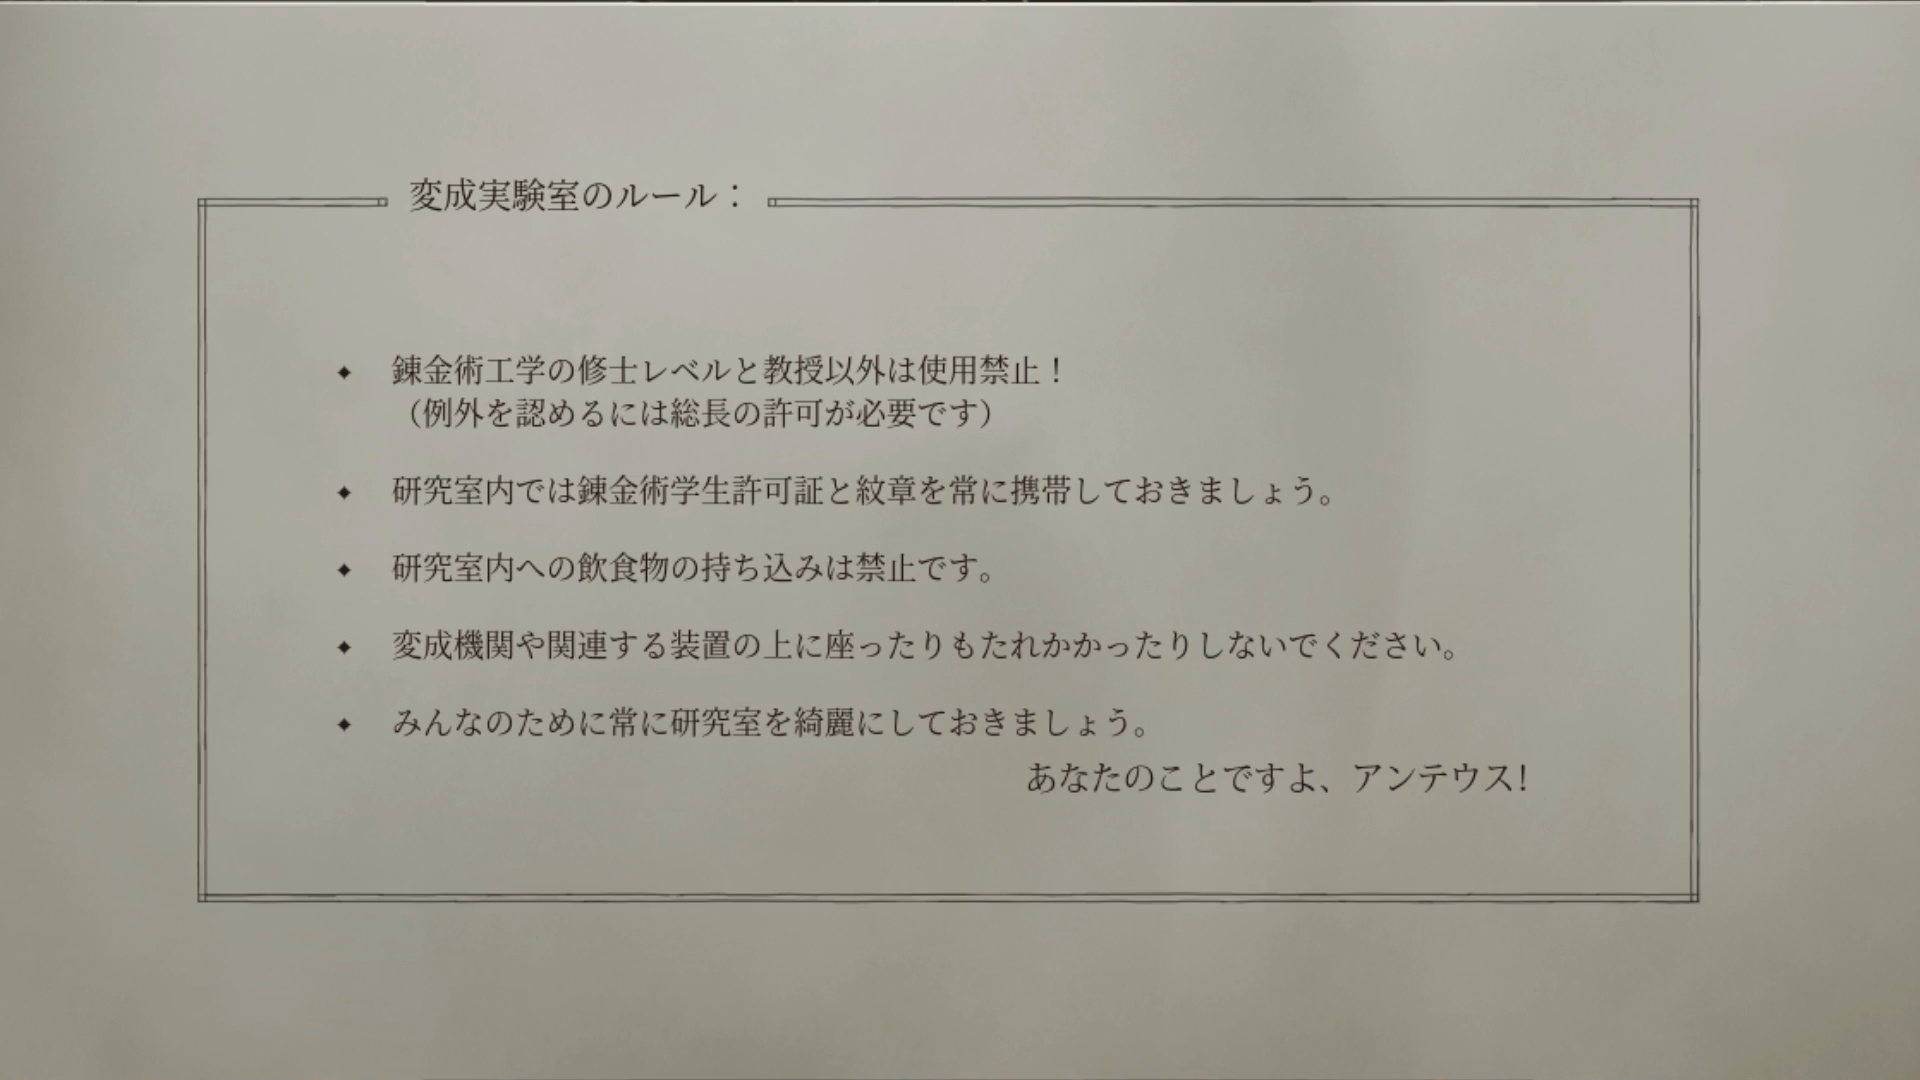 変成実験室のルール：
錬金術工学の修士レベルと教授以外は使用禁止！
（例外を認めるには総長の許可が必要です）
研究室内では錬金術学生許可証と紋章を常に携帯しておきましょう。
研究室内への飲食物の持ち込みは禁止です。
変成機関や関連する装置の上に座ったりもたれかかったりしないでください。
みんなのために常に研究室を綺麗にしておきましょう。
あなたのことですよ、アンテウス!